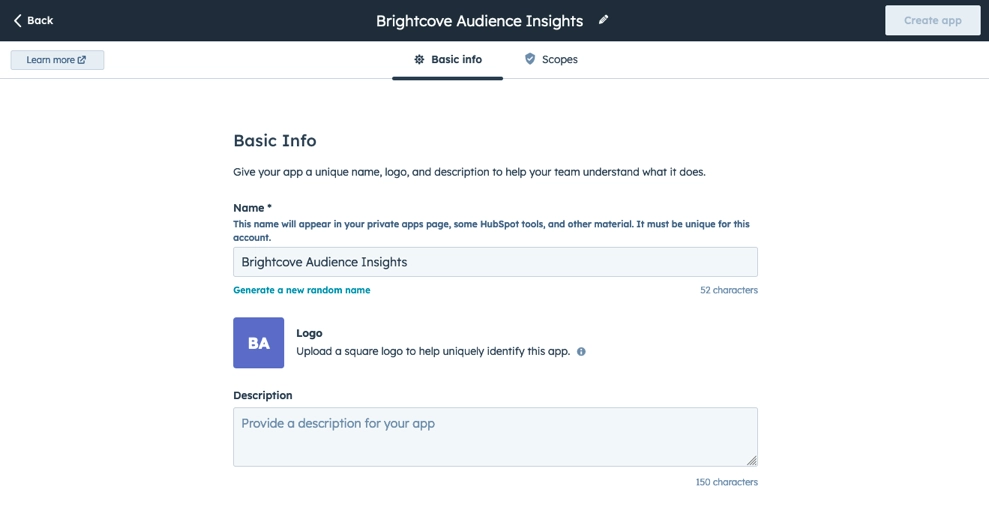 Back
Brightcove Audience Insights
Create app
Learn more
Basic info
Scopes
Basic Info
Give your app a unique name, logo, and description to help your team understand what it does.
Name *
This name will appear in your private apps page, some HubSpot tools, and other material. It must be unique for this
account.
Brightcove Audience Insights
Generate a new random name
52 characters
BA
Logo
Upload a square logo to help uniquely identify this app.
Description
Provide a description for your app
150 characters